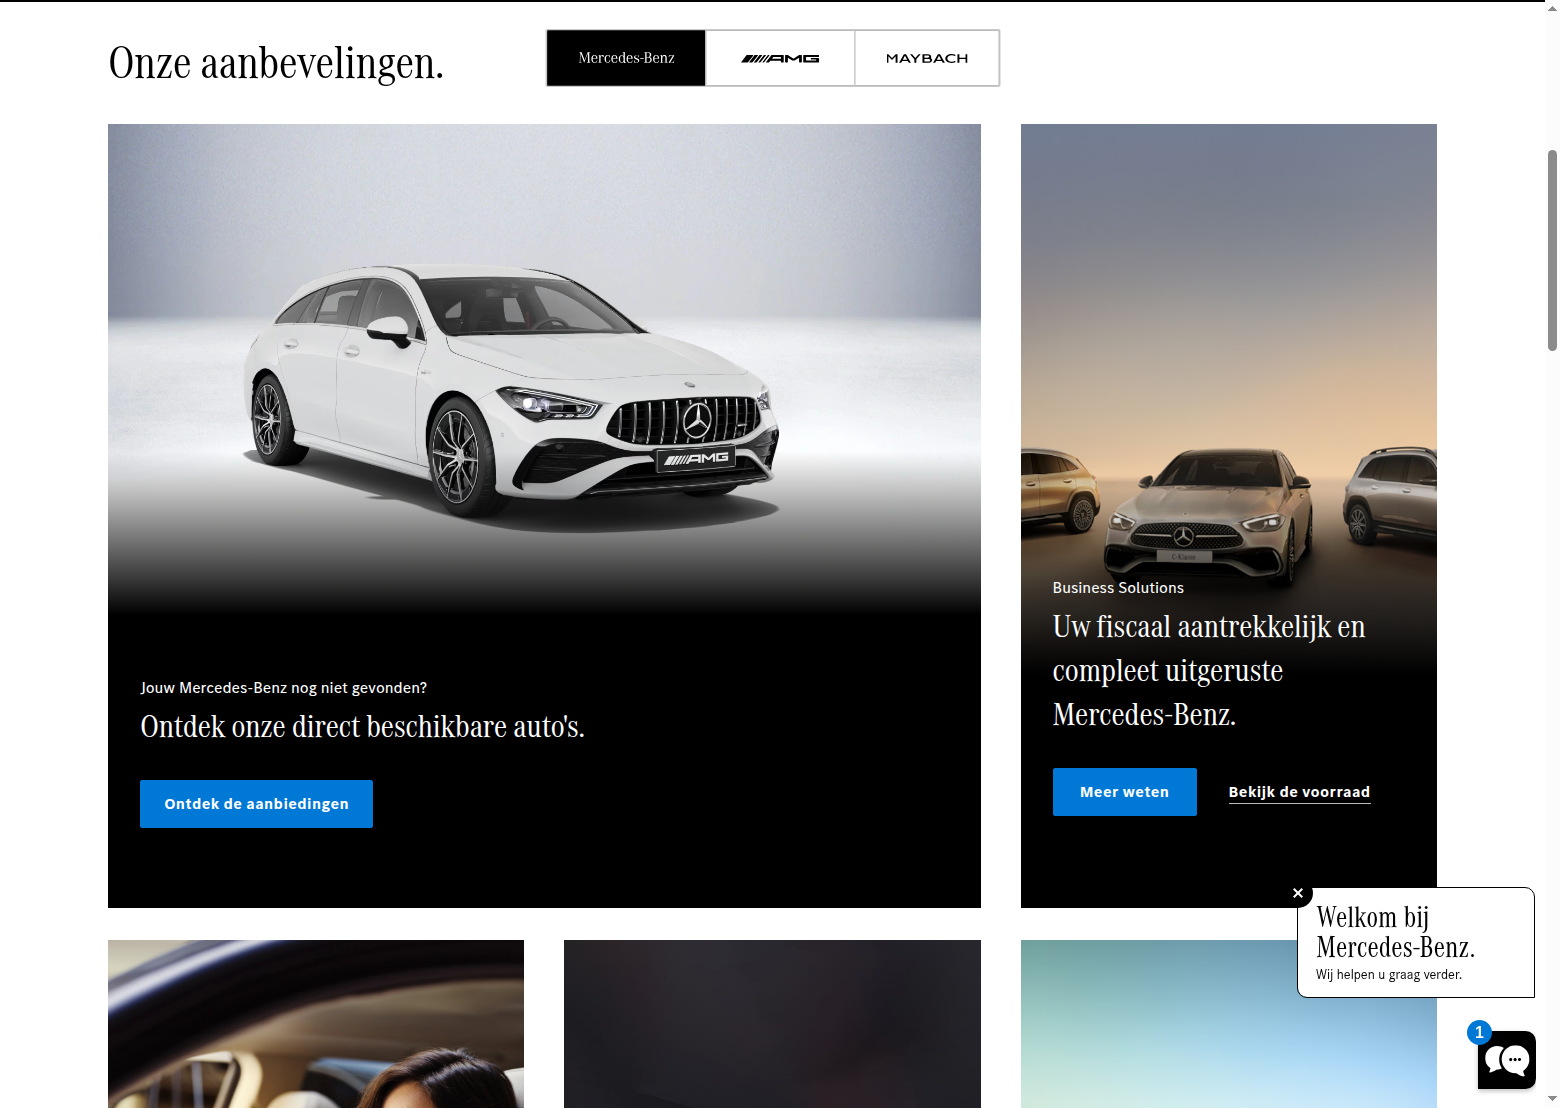 Onze aanbevelingen.
Mercedes-Benz
AMG
MAYBACH
AMG
C-Klasse
Jouw Mercedes-Benz nog niet gevonden?
Ontdek onze direct beschikbare auto's.
Ontdek de aanbiedingen
Business Solutions
Uw fiscaal aantrekkelijk en
compleet uitgeruste
Mercedes-Benz.
Meer weten
Bekijk de voorraad
Welkom bij
Mercedes-Benz.
Wij helpen u graag verder.
1